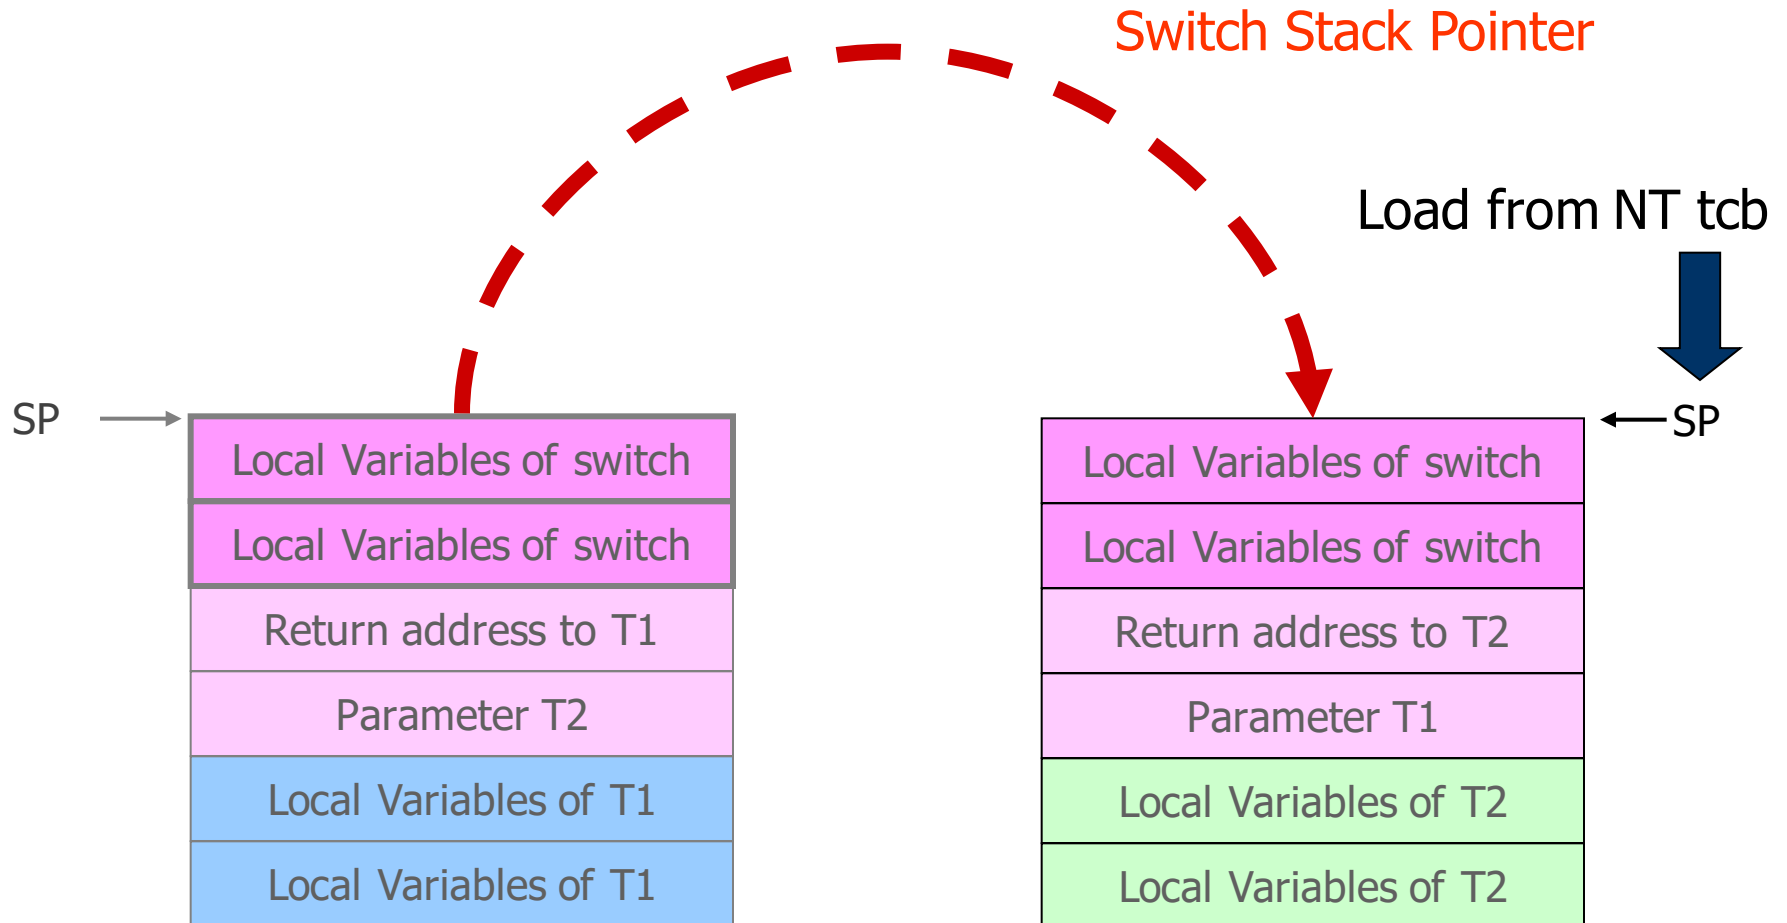 Switch Stack Pointer
Load from NT tcb
SP
Local Variables of switch
Local Variables of switch
Return address to T1
Parameter T2
Local Variables of T1
Local Variables of T1
SP
Local Variables of switch
Local Variables of switch
Return address to T2
Parameter T1
Local Variables of T2
Local Variables of T2